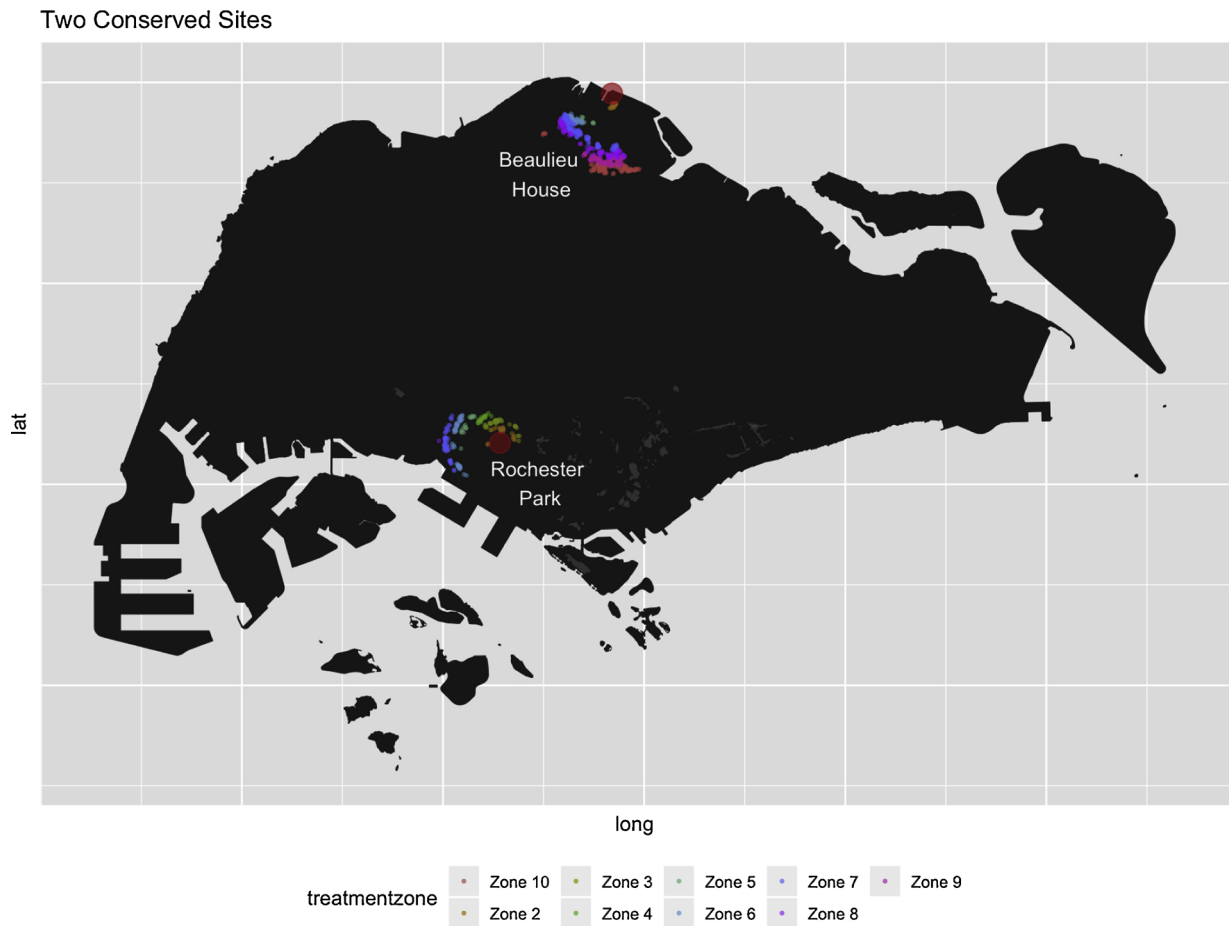 Two Conserved Sites
Beaulieu
House
Rochester
Park
lat
long
treatmentzone
Zone 10
Zone 3
Zone 5
Zone 7
Zone 9
Zone 2
Zone 4
Zone 6
Zone 8